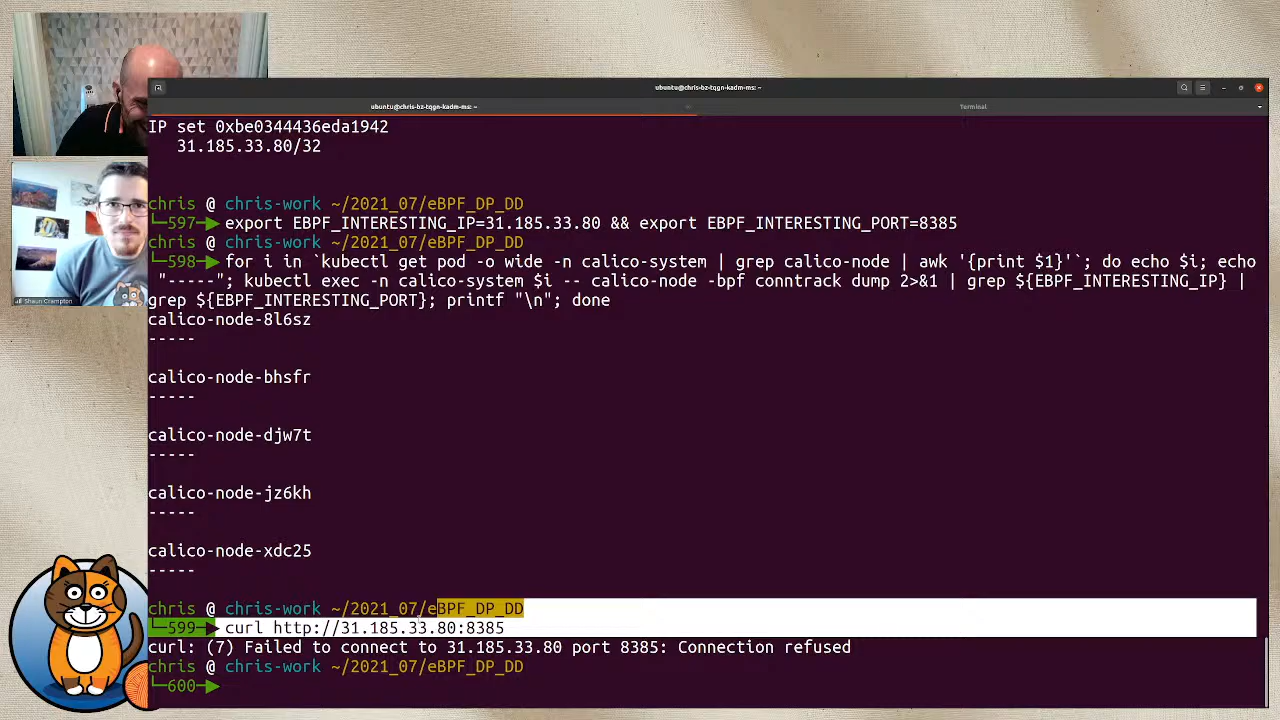 ubuntu@chris-bz-tqgn-kadm-ms: ~
ubuntu@chris-bz-tqgn-kadm-ms: ~
Terminal
IP set 0xbe0344436eda1942
31.185.33.80/32
chris @ chris-work ~/2021_07/eBPF_DP_DD
└─597─▶ export EBPF_INTERESTING_IP=31.185.33.80 && export EBPF_INTERESTING_PORT=8385
chris @ chris-work ~/2021_07/eBPF_DP_DD
└─598─▶ for i in `kubectl get pod -o wide -n calico-system | grep calico-node | awk '{print $1}'`; do echo $i; echo
"-----"; kubectl exec -n calico-system $i -- calico-node -bpf conntrack dump 2>&1 | grep ${EBPF_INTERESTING_IP} |
grep ${EBPF_INTERESTING_PORT}; printf "\n"; done
calico-node-8l6sz
-----
calico-node-bhsfr
-----
calico-node-djw7t
-----
calico-node-jz6kh
-----
calico-node-xdc25
-----
chris @ chris-work ~/2021_07/eBPF_DP_DD
└─599─▶ curl http://31.185.33.80:8385
curl: (7) Failed to connect to 31.185.33.80 port 8385: Connection refused
chris @ chris-work ~/2021_07/eBPF_DP_DD
└─600─▶
Shaun Crampton